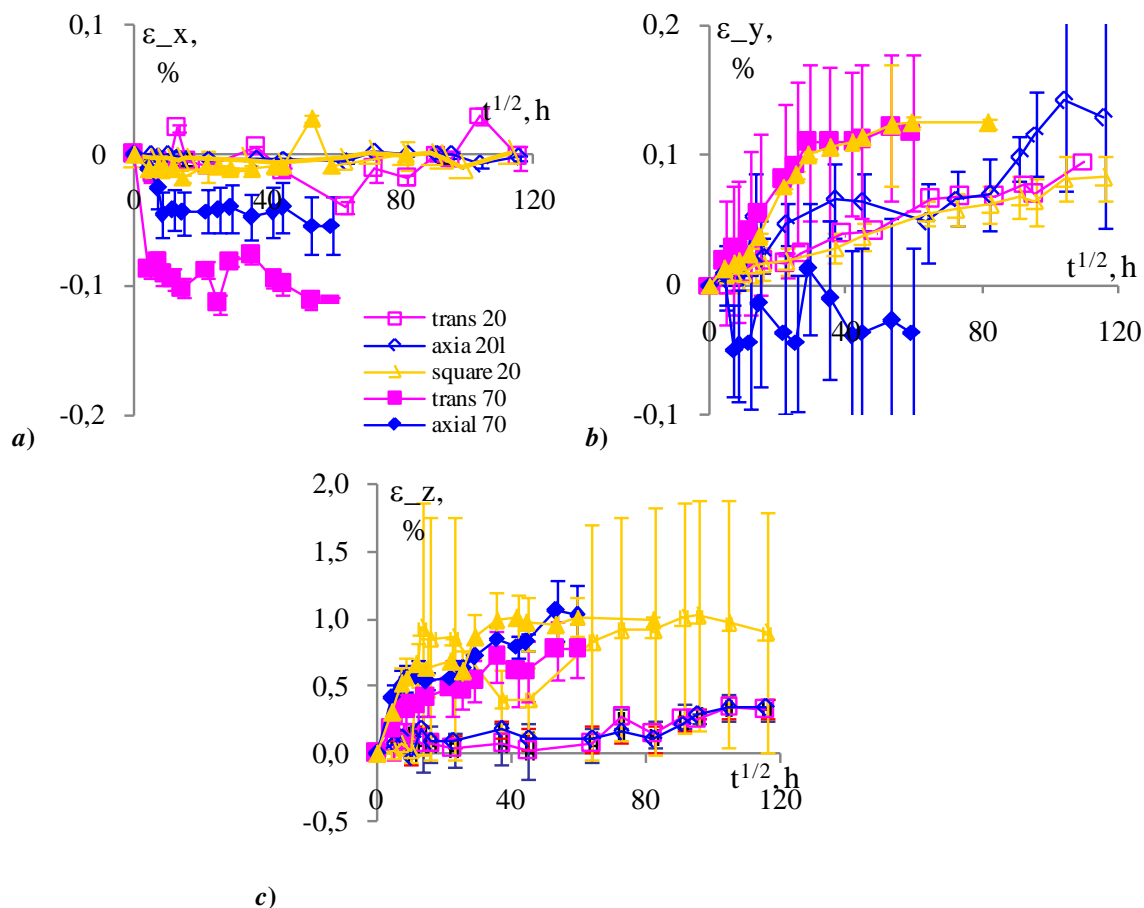 0,1
ε_x,
%
t^1/2, h
0
0
40
80
120
-0,1
-0,2
trans 20
axia 20l
square 20
trans 70
axial 70
a)
0,2
ε_y,
%
0,1
t^1/2, h
0
0
40
80
120
-0,1
b)
2,0
ε_z,
%
1,5
1,0
0,5
t^1/2, h
0,0
0
40
80
120
-0,5
c)